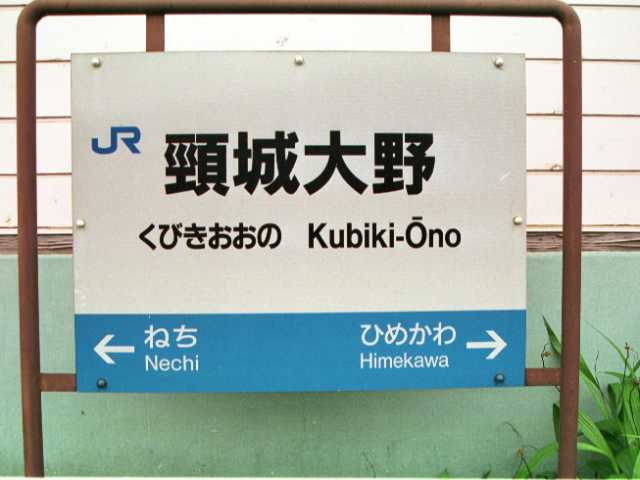 JR 頸城大野
くびきおおの Kubiki-Ōno
← ねち ひめかわ →
Nechi Himekawa